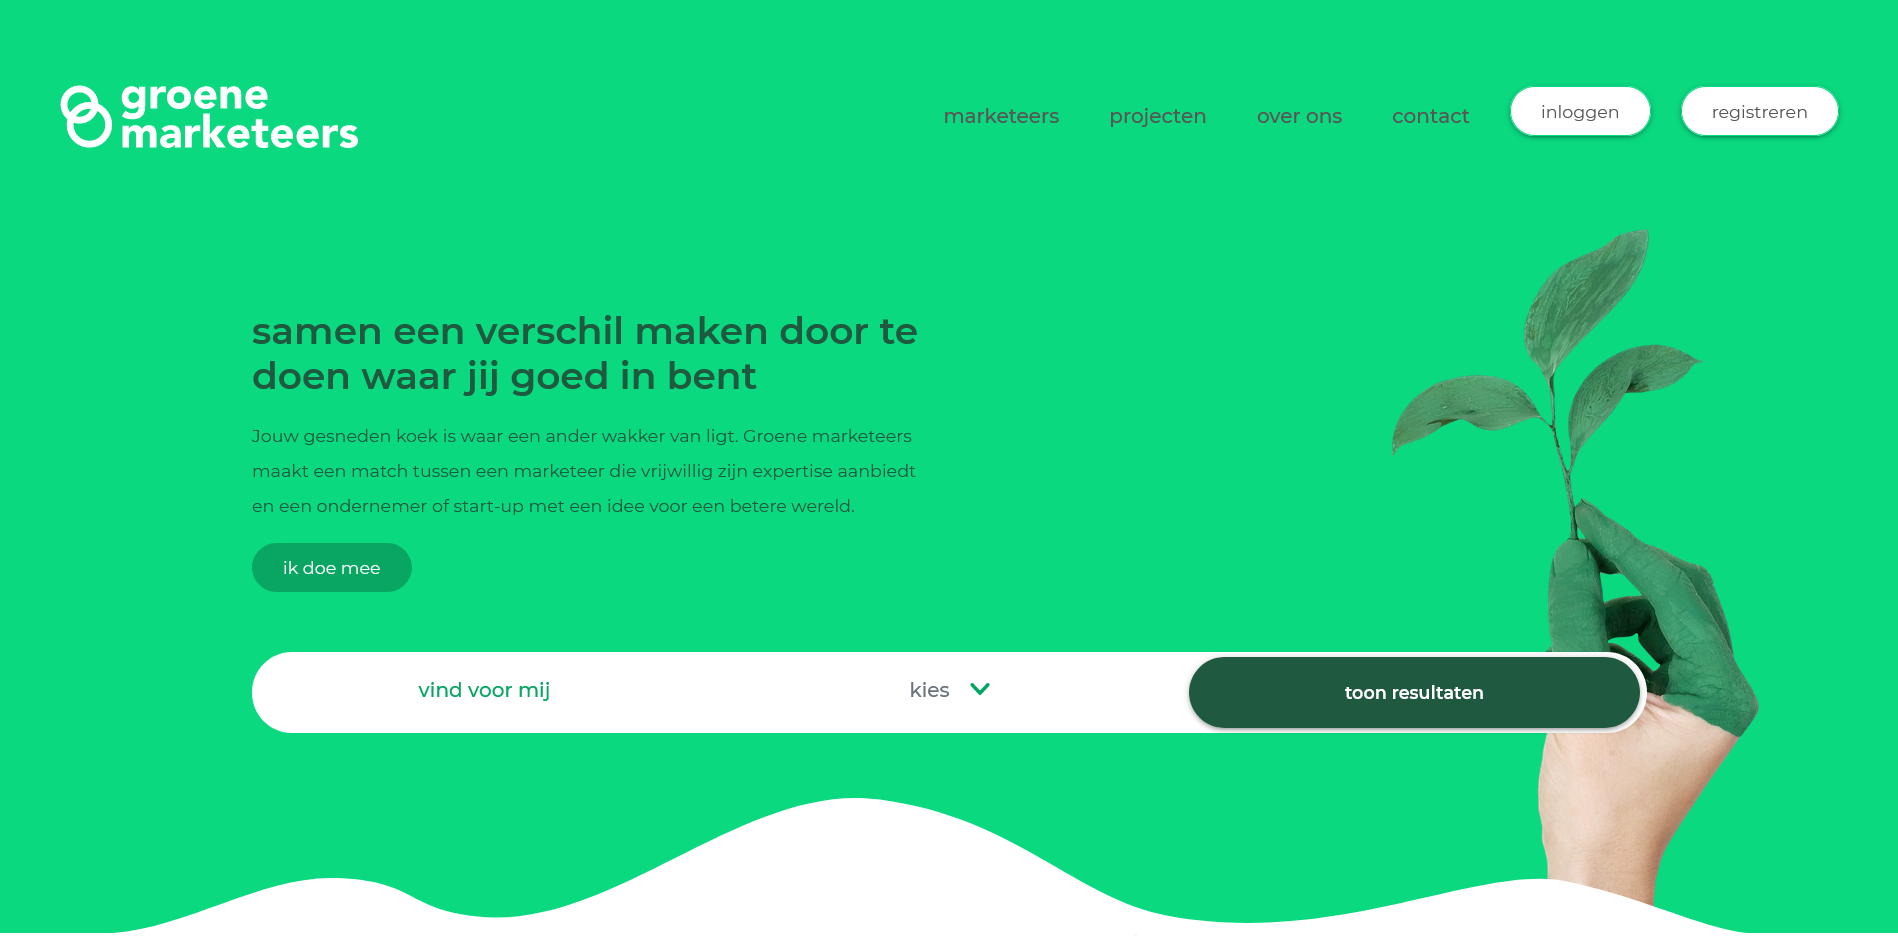 groene
marketeers
marketeers projecten over ons contact inloggen registreren
samen een verschil maken door te
doen waar jij goed in bent
Jouw gesneden koek is waar een ander wakker van ligt. Groene marketeers
maakt een match tussen een marketeer die vrijwillig zijn expertise aanbiedt
en een ondernemer of start-up met een idee voor een betere wereld.
ik doe mee
vind voor mij kies toon resultaten